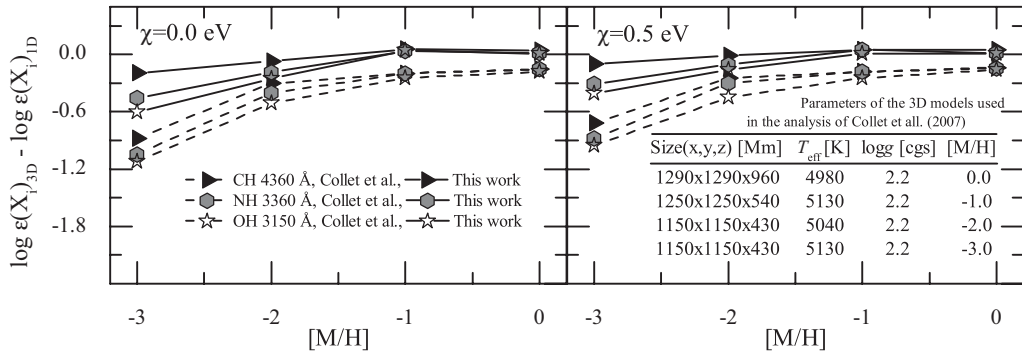 χ=0.0 eV
χ=0.5 eV
log ε(Xᵢ)3D - log ε(Xᵢ)1D
0.0
-0.6
-1.2
-1.8
CH 4360 Å, Collet et al., This work
NH 3360 Å, Collet et al., This work
OH 3150 Å, Collet et al., This work
Parameters of the 3D models used
in the analysis of Collet et all. (2007)
Size(x,y,z) [Mm] Teff [K] logg [cgs] [M/H]
1290x1290x960 4980 2.2 0.0
1250x1250x540 5130 2.2 -1.0
1150x1150x430 5040 2.2 -2.0
1150x1150x430 5130 2.2 -3.0
-3 -2 -1 0
-3 -2 -1 0
[M/H]
[M/H]